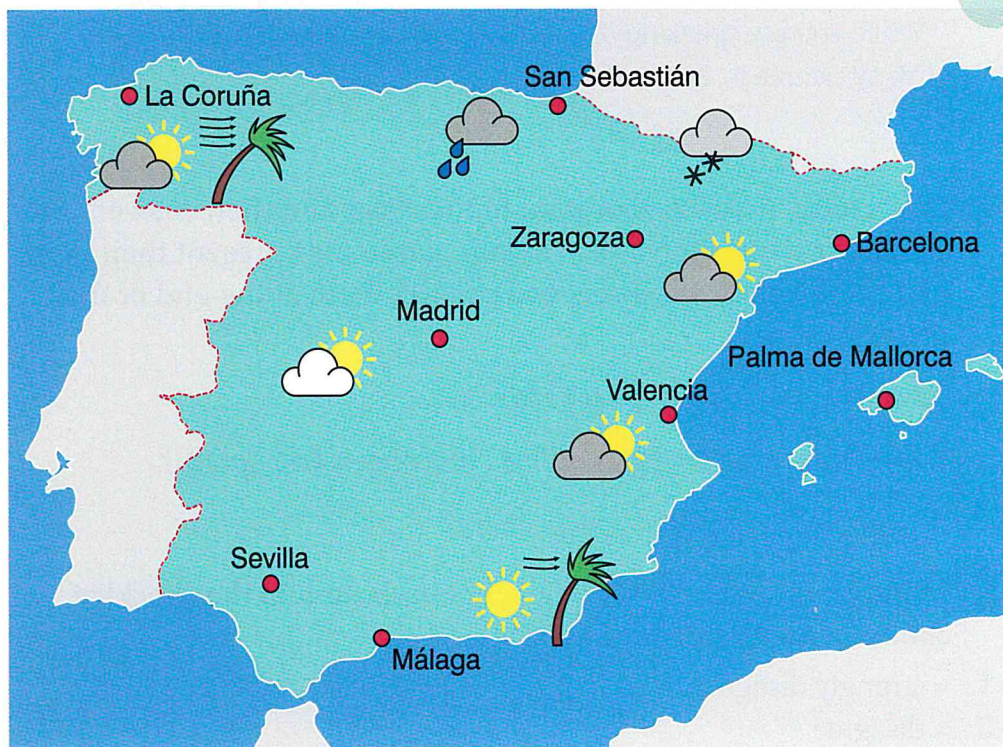 San Sebastián
La Coruña
Zaragoza
Barcelona
Madrid
Palma de Mallorca
Valencia
Sevilla
Málaga